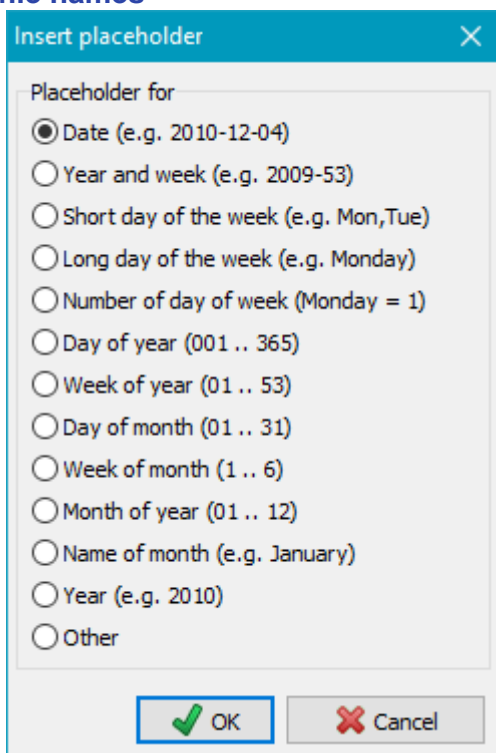 names
Insert placeholder
Placeholder for
Date (e.g. 2010-12-04)
Year and week (e.g. 2009-53)
Short day of the week (e.g. Mon,Tue)
Long day of the week (e.g. Monday)
Number of day of week (Monday = 1)
Day of year (001 .. 365)
Week of year (01 .. 53)
Day of month (01 .. 31)
Week of month (1 .. 6)
Month of year (01 .. 12)
Name of month (e.g. January)
Year (e.g. 2010)
Other
OK
Cancel